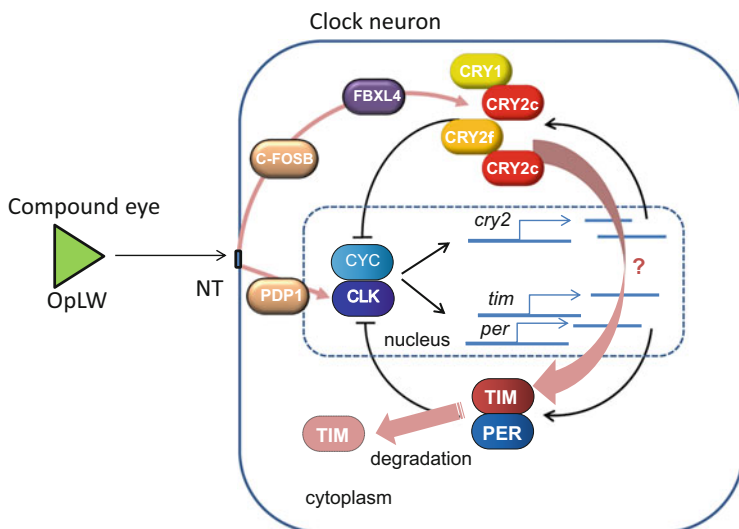 Clock neuron
CRY1
FBXL4
CRY2c
CRY2f
C-FOSB
CRY2c
Compound eye
cry2
CYC
?
NT
OpLW
PDP1
CLK
tim
nucleus
per
TIM
TIM
PER
degradation
cytoplasm